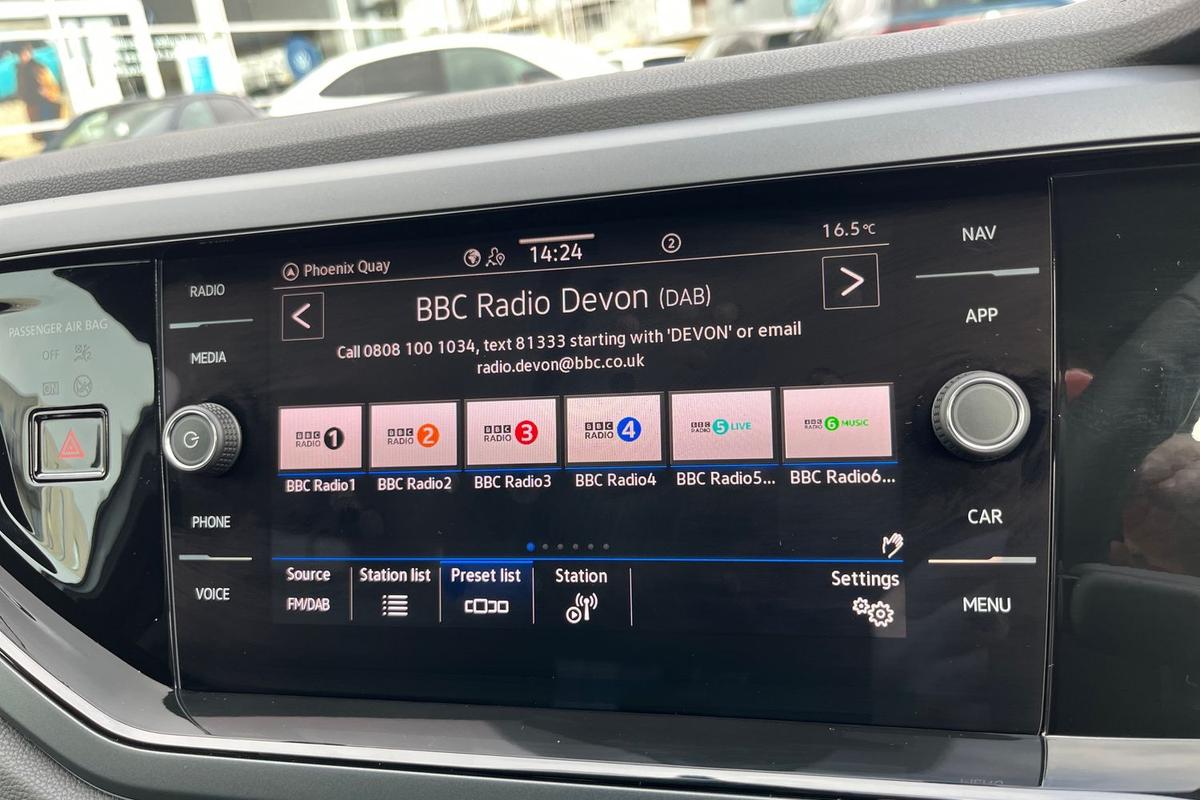 PASSENGER AIR BAG
OFF
ON
RADIO
MEDIA
PHONE
VOICE
Phoenix Quay
14:24
2
16.5°C
<
BBC Radio Devon (DAB)
>
Call 0808 100 1034, text 81333 starting with 'DEVON' or email
radio.devon@bbc.co.uk
BBC RADIO 1
BBC RADIO 2
BBC RADIO 3
BBC RADIO 4
BBC RADIO 5 LIVE
BBC RADIO 6 MUSIC
BBC Radio1
BBC Radio2
BBC Radio3
BBC Radio4
BBC Radio5...
BBC Radio6...
Source
FM/DAB
Station list
Preset list
Station
Settings
NAV
APP
CAR
MENU